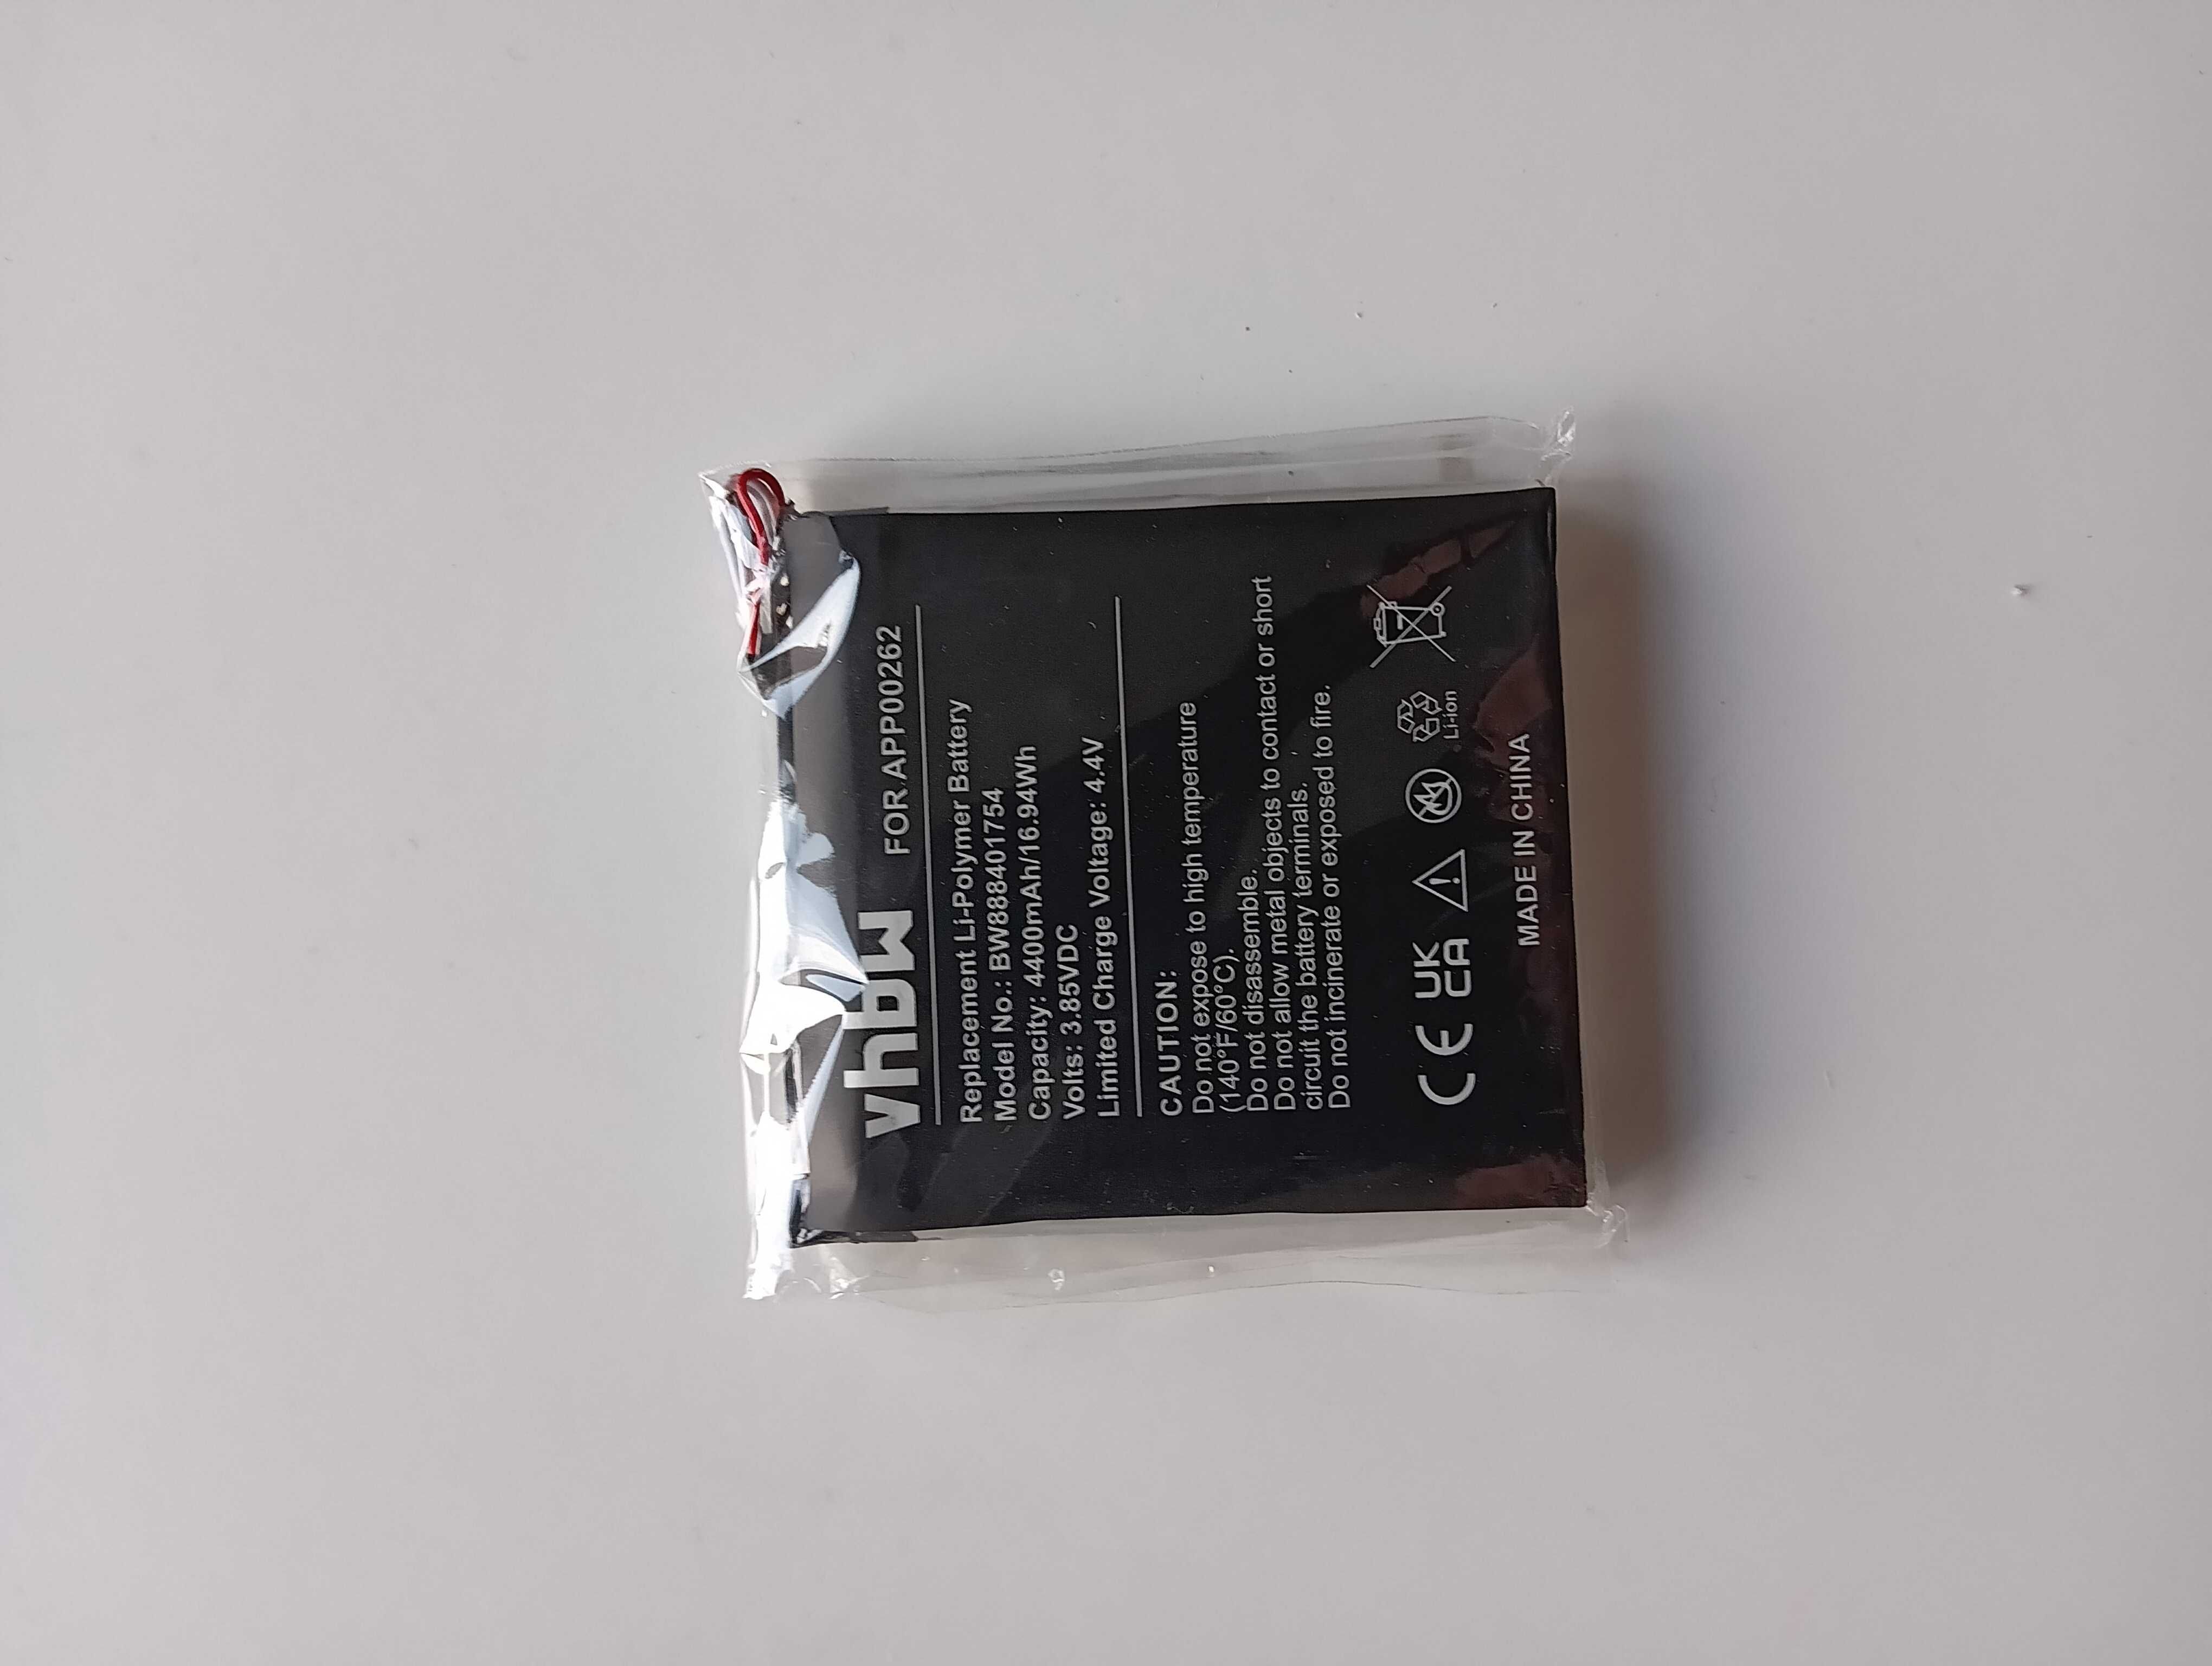 vhbw FOR APP00262
Replacement Li-Polymer Battery
Model No.: BW888401754
Capacity: 4400mAh/16.94Wh
Volts: 3.85VDC
Limited Charge Voltage: 4.4V
CAUTION:
Do not expose to high temperature
(140°F/60°C).
Do not disassemble.
Do not allow metal objects to contact or short
circuit the battery terminals.
Do not incinerate or exposed to fire.
CE UK
CA
Li-ion
MADE IN CHINA